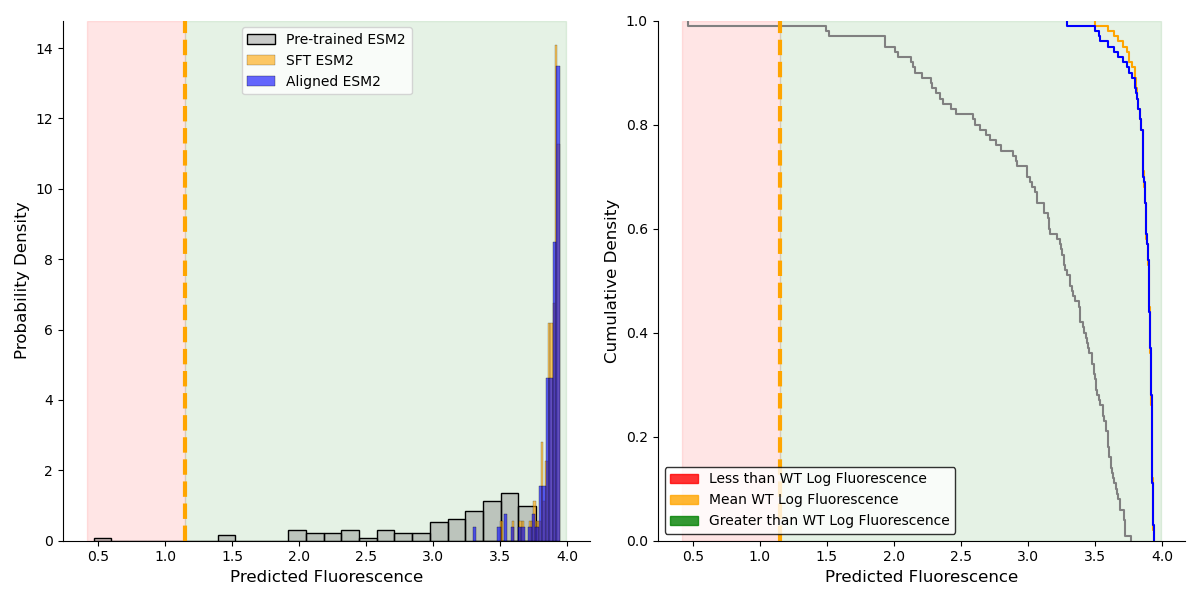 Probability Density
14
12
10
8
6
4
2
0
0.5 1.0 1.5 2.0 2.5 3.0 3.5 4.0
Predicted Fluorescence
Pre-trained ESM2
SFT ESM2
Aligned ESM2
Cumulative Density
1.0
0.8
0.6
0.4
0.2
0.0
0.5 1.0 1.5 2.0 2.5 3.0 3.5 4.0
Predicted Fluorescence
Less than WT Log Fluorescence
Mean WT Log Fluorescence
Greater than WT Log Fluorescence